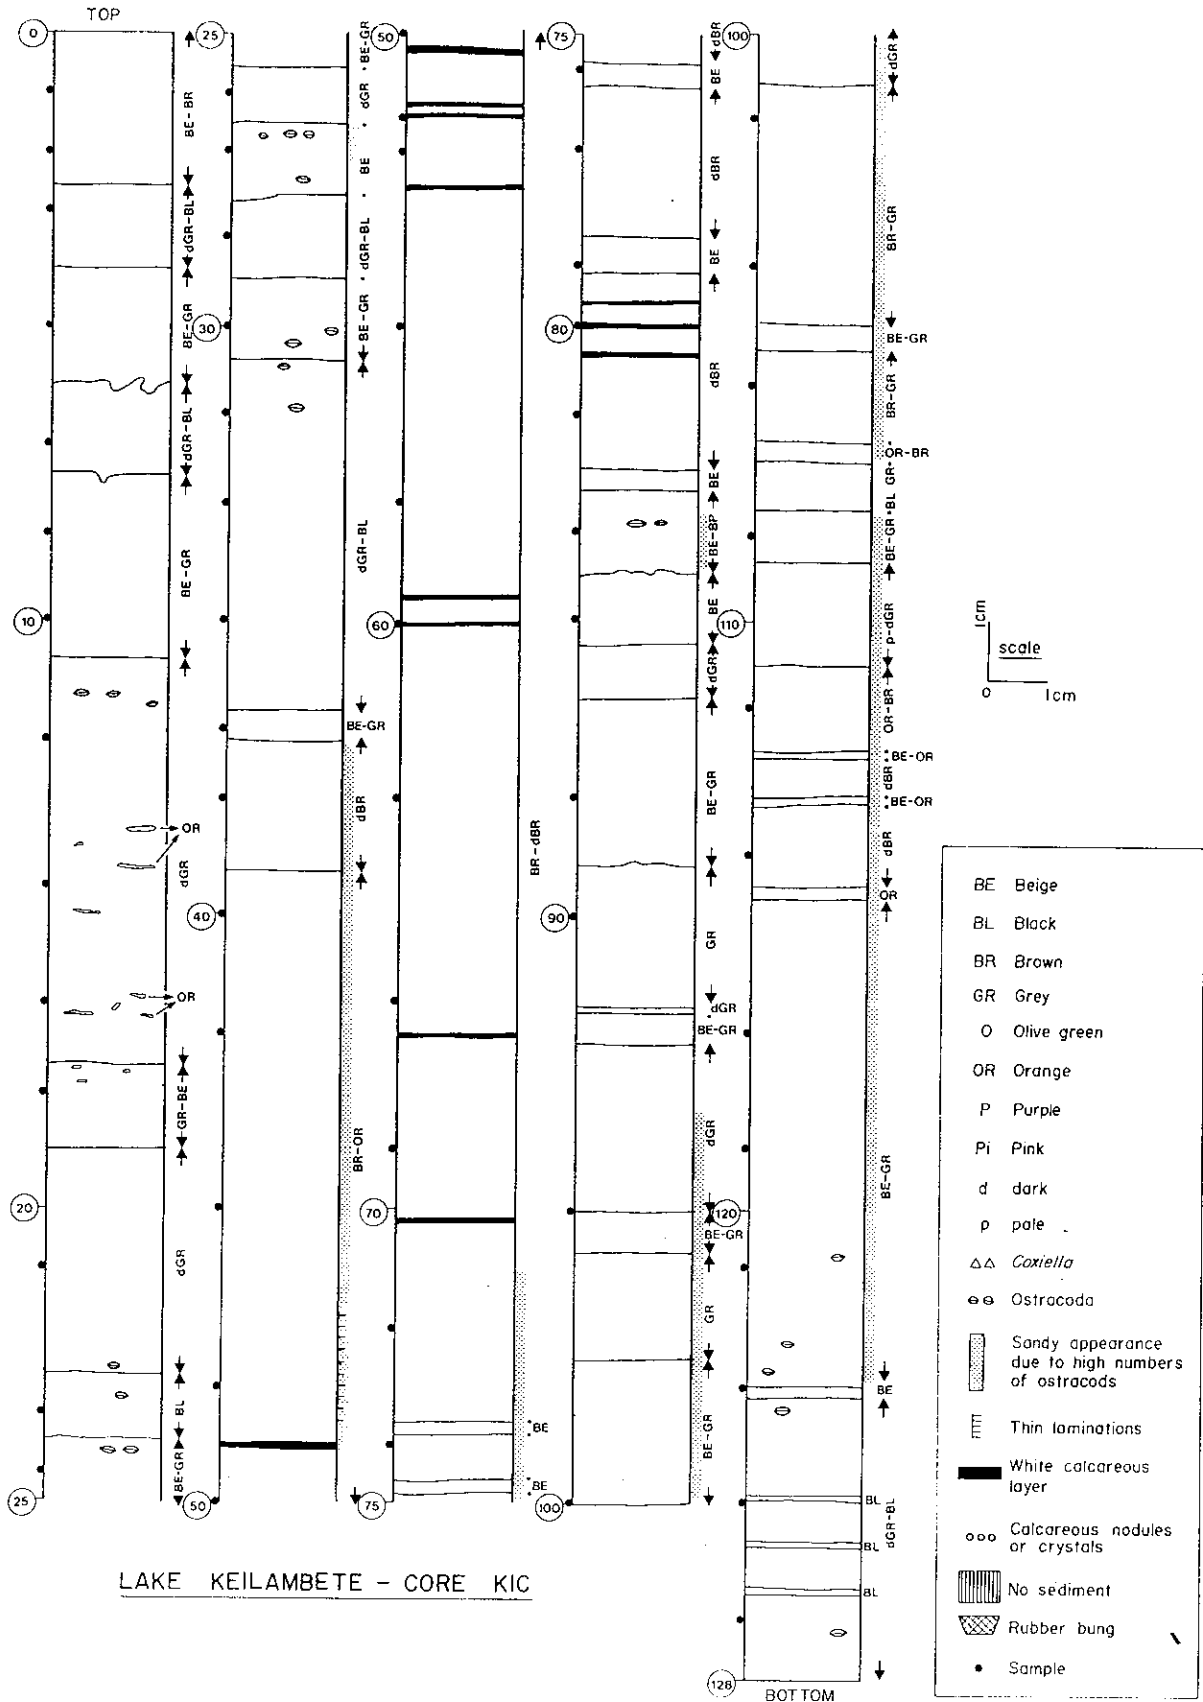 TOP
0
BE-BR
dGR-BL
BE-GR
dGR-BL
10
BE-GR
OR
dGR
OR
GR-BE
20
dGR
BL
BE-GR
25
25
BE-GR
dGR
BE
dGR-BL
30
BE-GR
dGR-BL
BE-GR
dBR
40
BR-OR
50
50
60
BR-dBR
70
BE
BE
75
75
dBR
BE
dBR
BE
80
dBR
BE
BE-BR
BE
dGR
BE-GR
90
GR
dGR
BE-GR
dGR
BE-GR
GR
BE-GR
100
100
dGR
BR-GR
BE-GR
BR-GR
OR-BR
GR
BL
BE-GR
110
p-dGR
OR-BR
BE-OR
dBR
BE-OR
dBR
OR
BE-GR
120
BE
BL
dGR-BL
BL
BL
128
BOTTOM
1cm
scale
0 1cm
BE Beige
BL Black
BR Brown
GR Grey
O Olive green
OR Orange
P Purple
Pi Pink
d dark
p pale
Coxiella
Ostracoda
Sandy appearance
due to high numbers
of ostracods
Thin laminations
White calcareous
layer
Calcareous nodules
or crystals
No sediment
Rubber bung
Sample
LAKE KEILAMBETE - CORE KIC